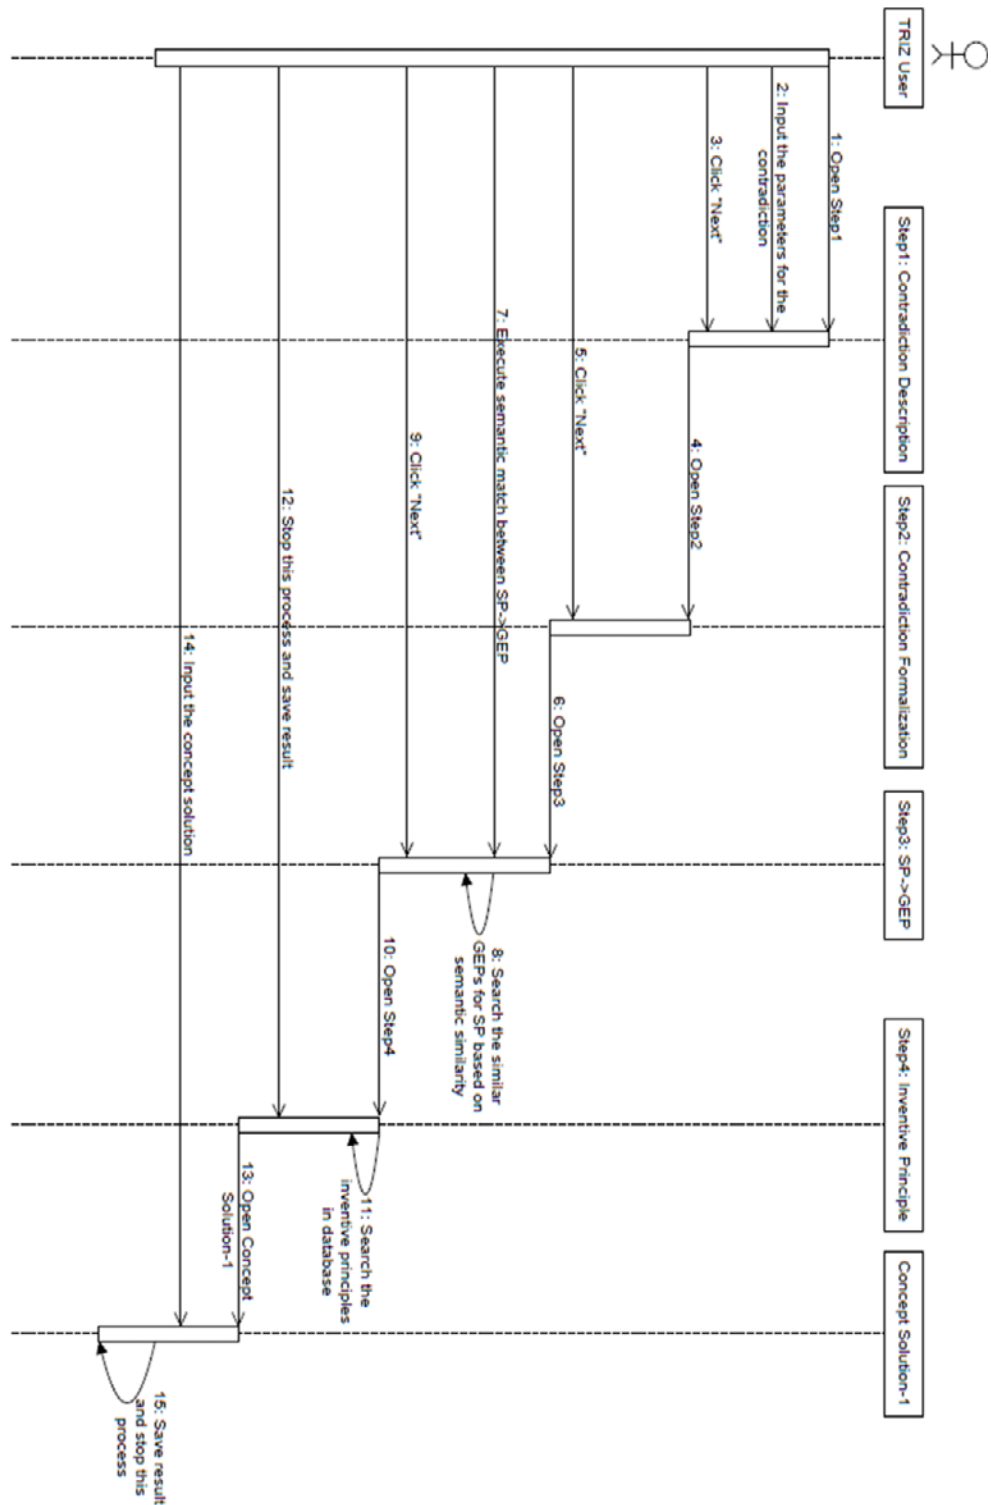 TRIZ User
Step1: Contradiction Description
Step2: Contradiction Formalization
Step3: SP->GEP
Step4: Inventive Principle
Concept Solution-1
1: Open Step1
2: Input the parameters for the
contradiction
3: Click "Next"
4: Open Step2
5: Click "Next"
6: Open Step3
7: Execute semantic match between SP->GEP
8: Search the similar
GEPs for SP based on
semantic similarity
9: Click "Next"
10: Open Step4
11: Search the
inventive principles
in database
12: Stop this process and save result
13: Open Concept
Solution-1
14: Input the concept solution
15: Save result
and stop this
process